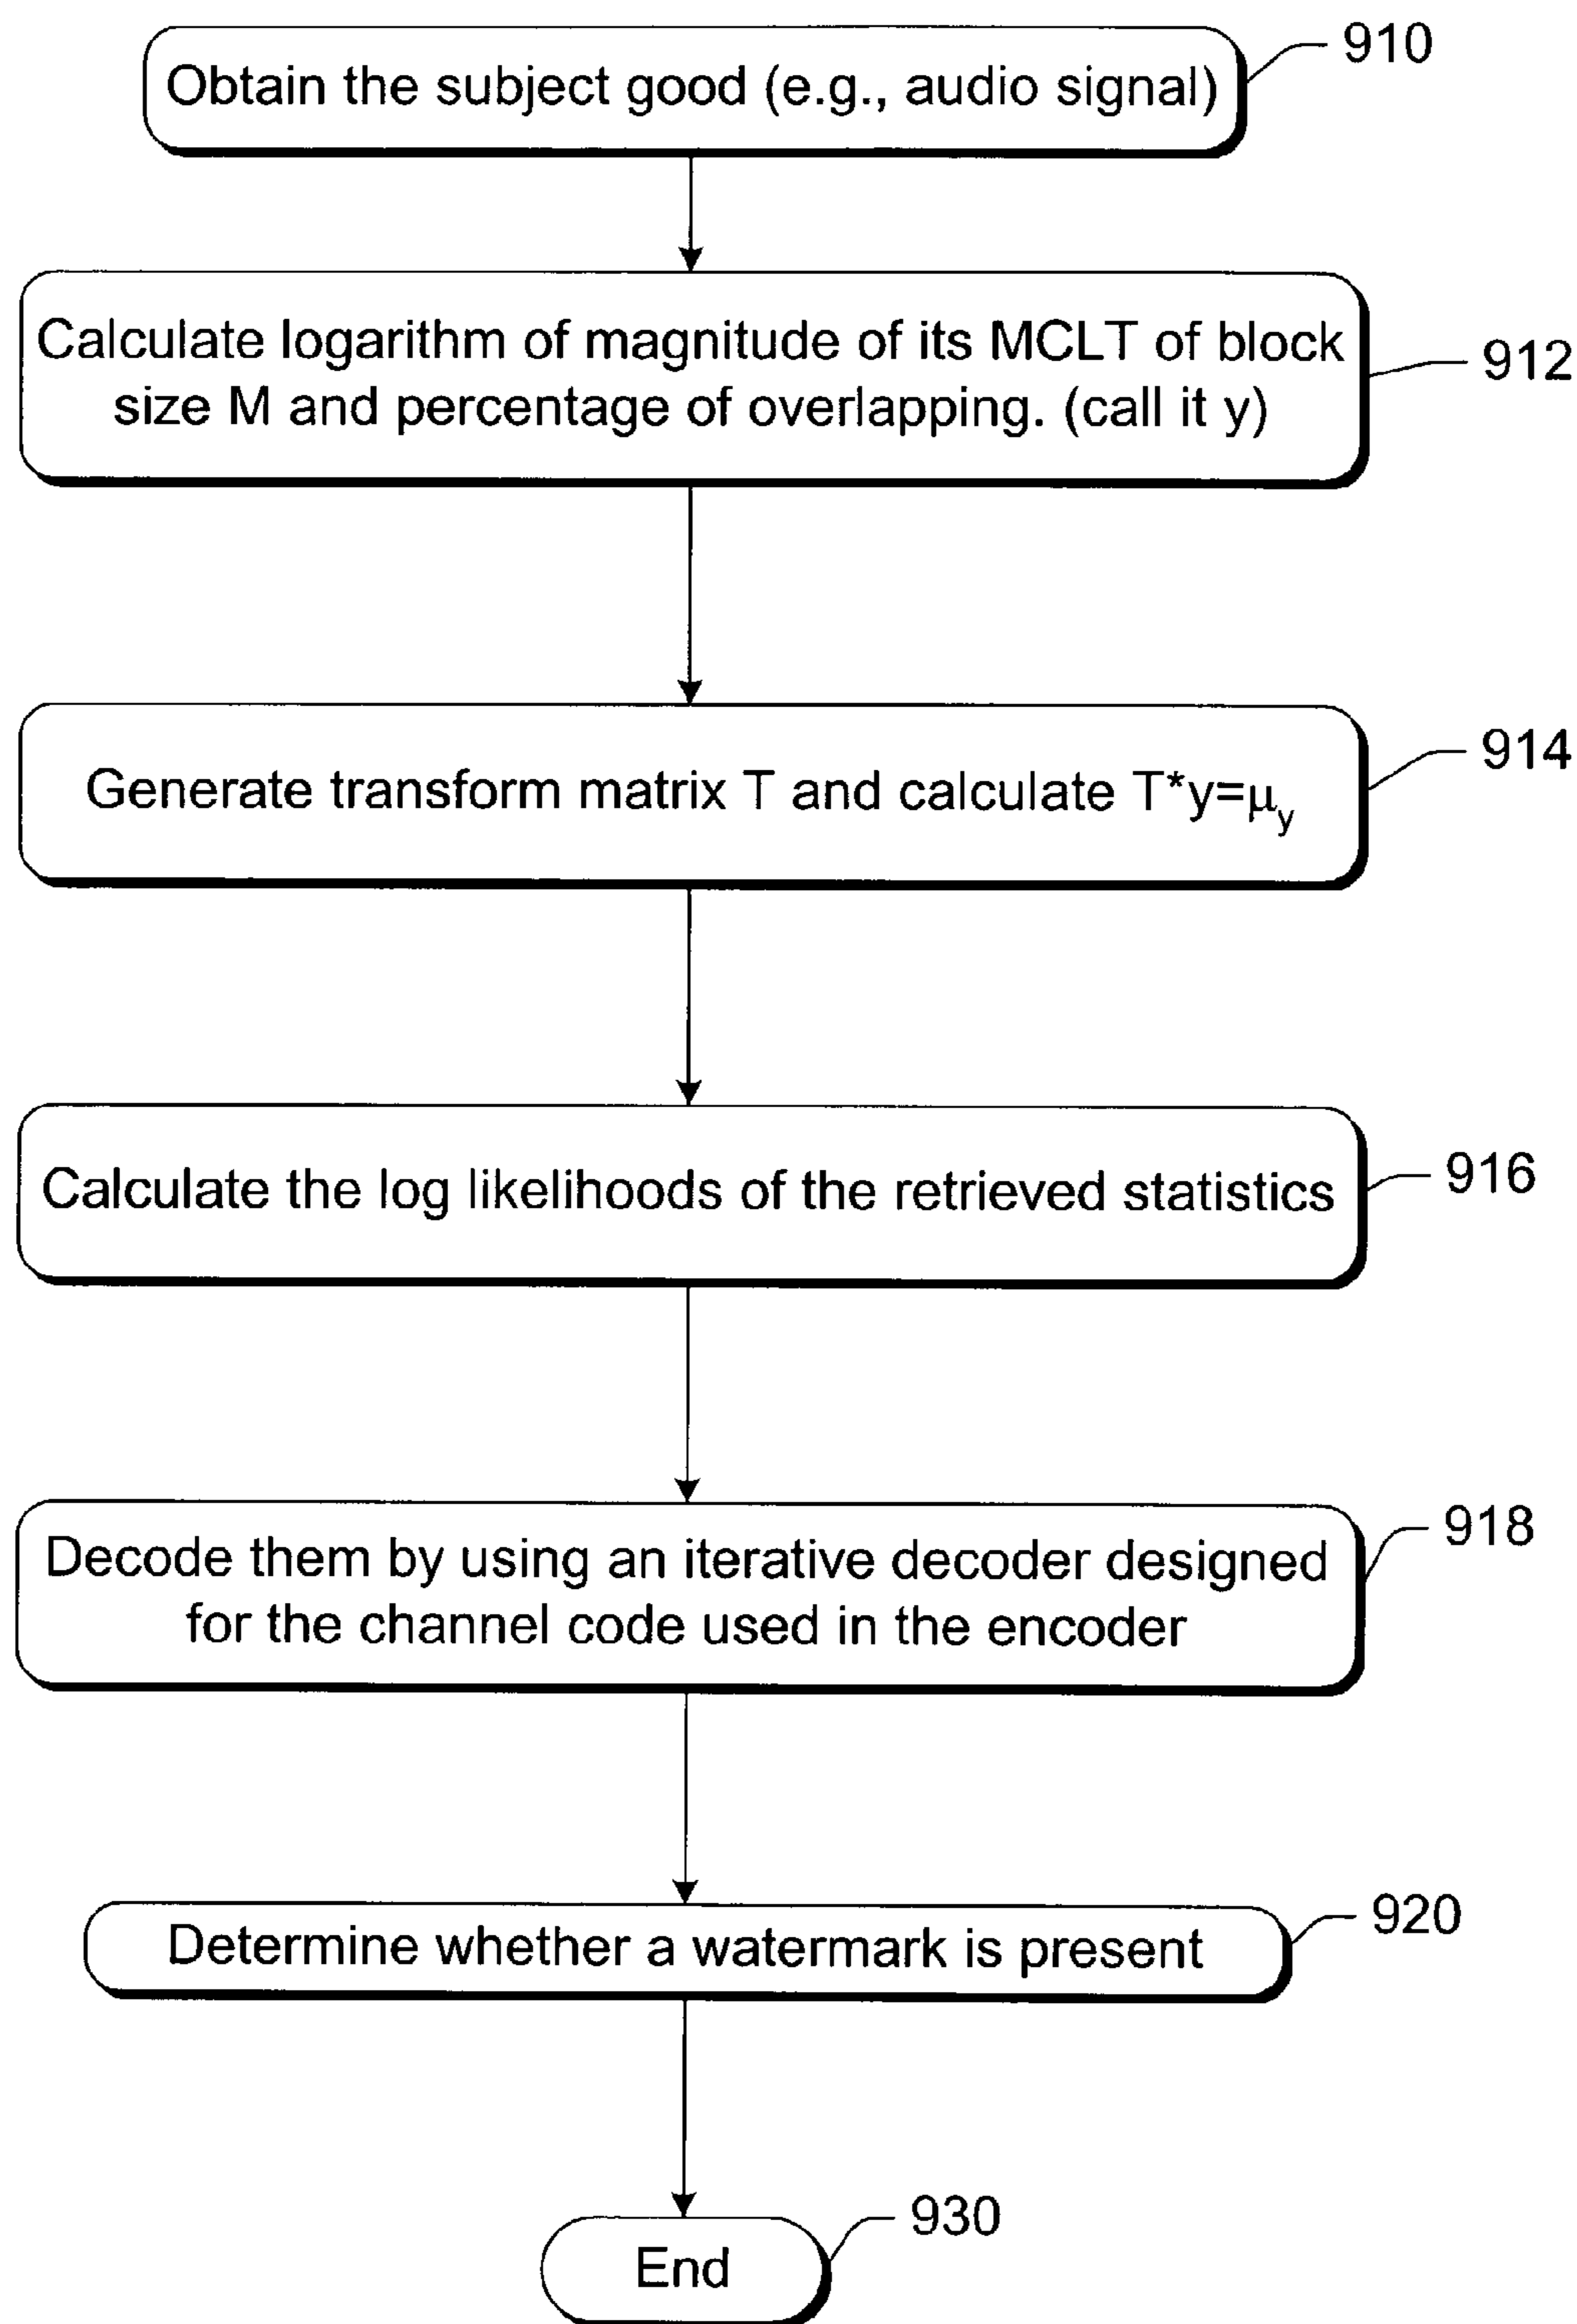 910
Obtain the subject good (e.g., audio signal)
912
Calculate logarithm of magnitude of its MCLT of block
size M and percentage of overlapping. (call it y)
914
Generate transform matrix T and calculate T*y=μy
916
Calculate the log likelihoods of the retrieved statistics
918
Decode them by using an iterative decoder designed
for the channel code used in the encoder
920
Determine whether a watermark is present
930
End